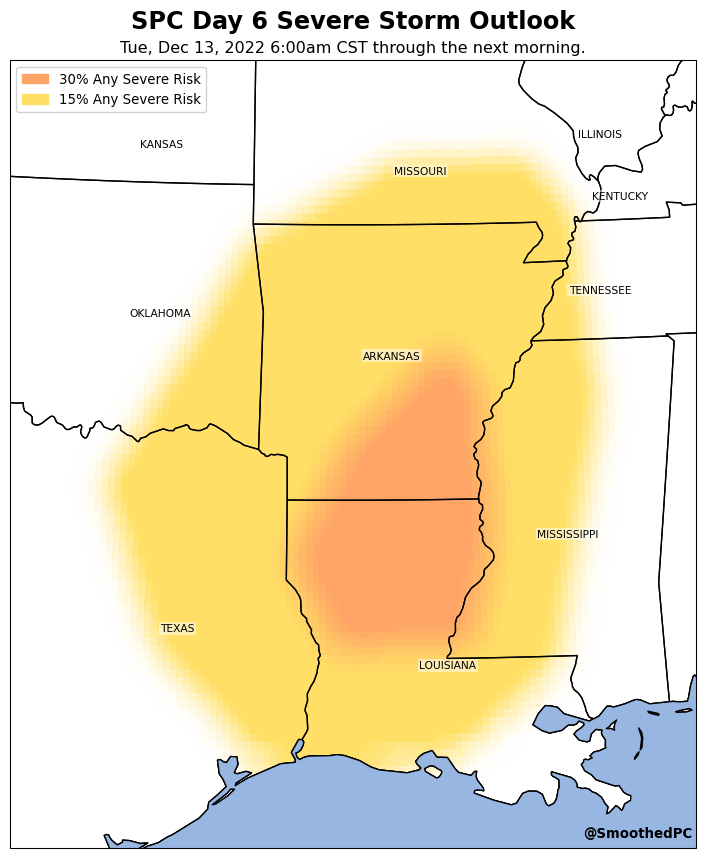 SPC Day 6 Severe Storm Outlook
Tue, Dec 13, 2022 6:00am CST through the next morning.
30% Any Severe Risk
15% Any Severe Risk
ILLINOIS
KANSAS
MISSOURI
KENTUCKY
TENNESSEE
OKLAHOMA
ARKANSAS
MISSISSIPPI
TEXAS
LOUISIANA
@SmoothedPC